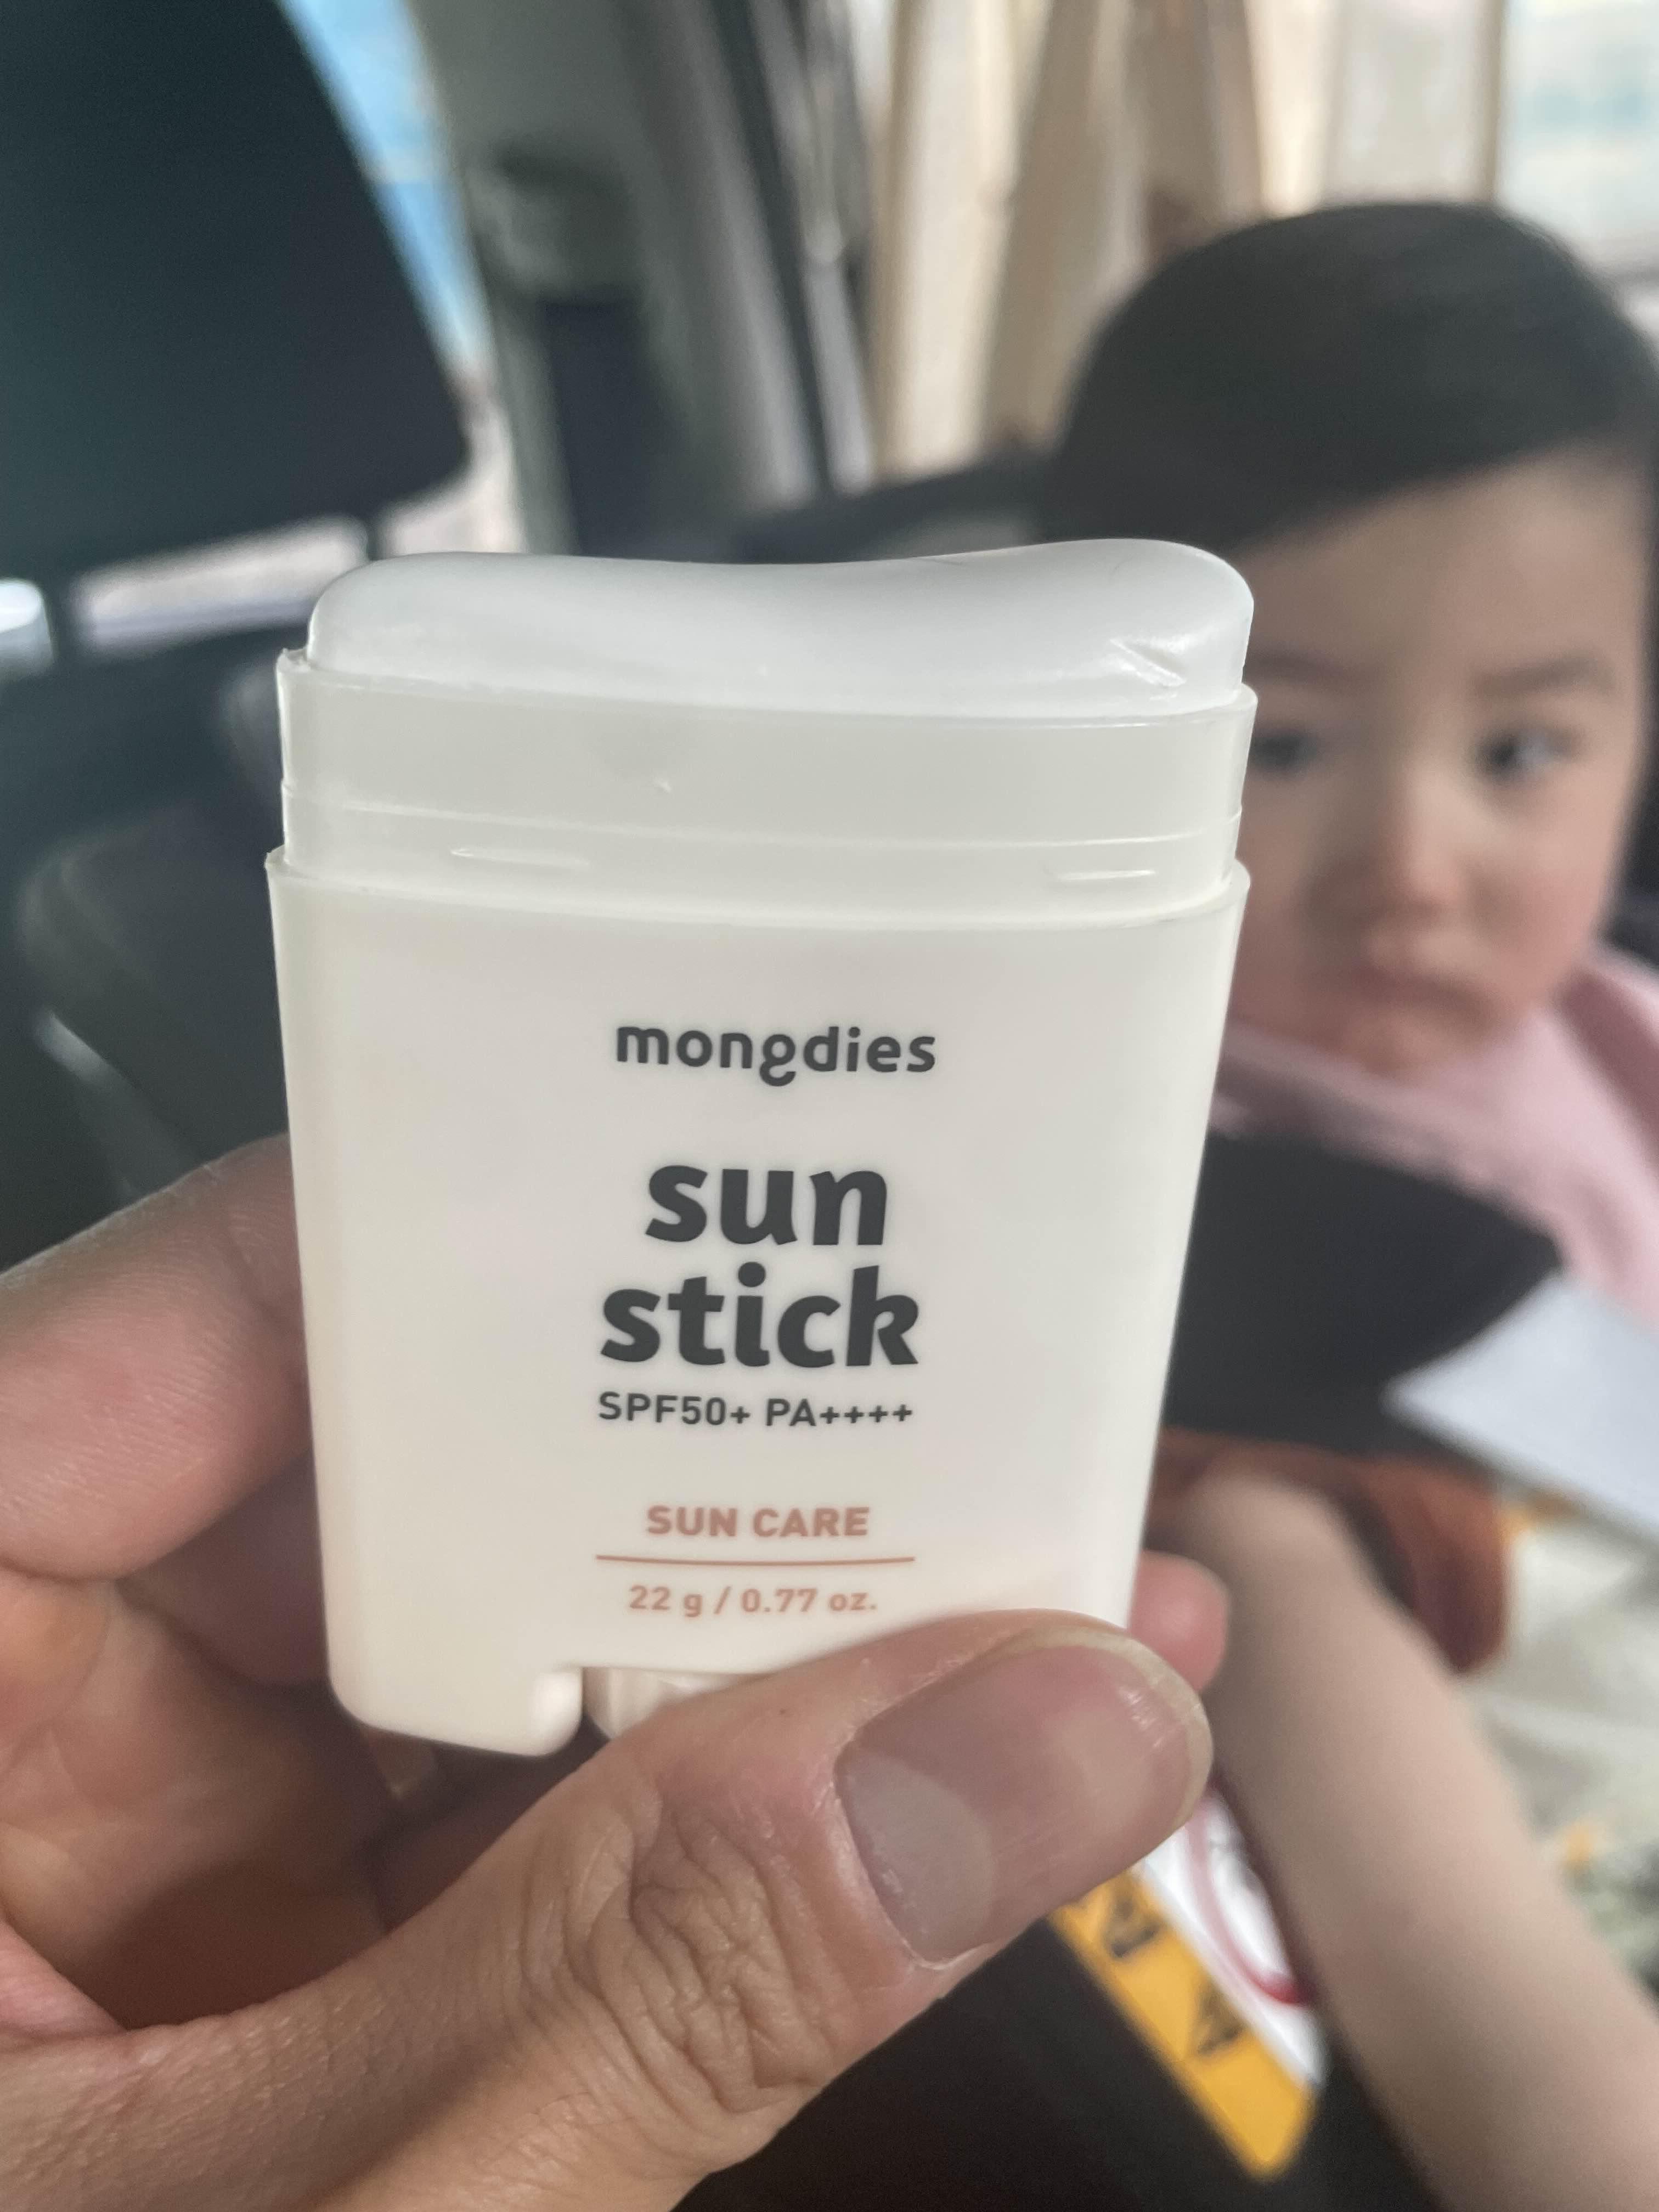 mongdies
sun
stick
SPF50+ PA++++
SUN CARE
22 g / 0.77 oz.